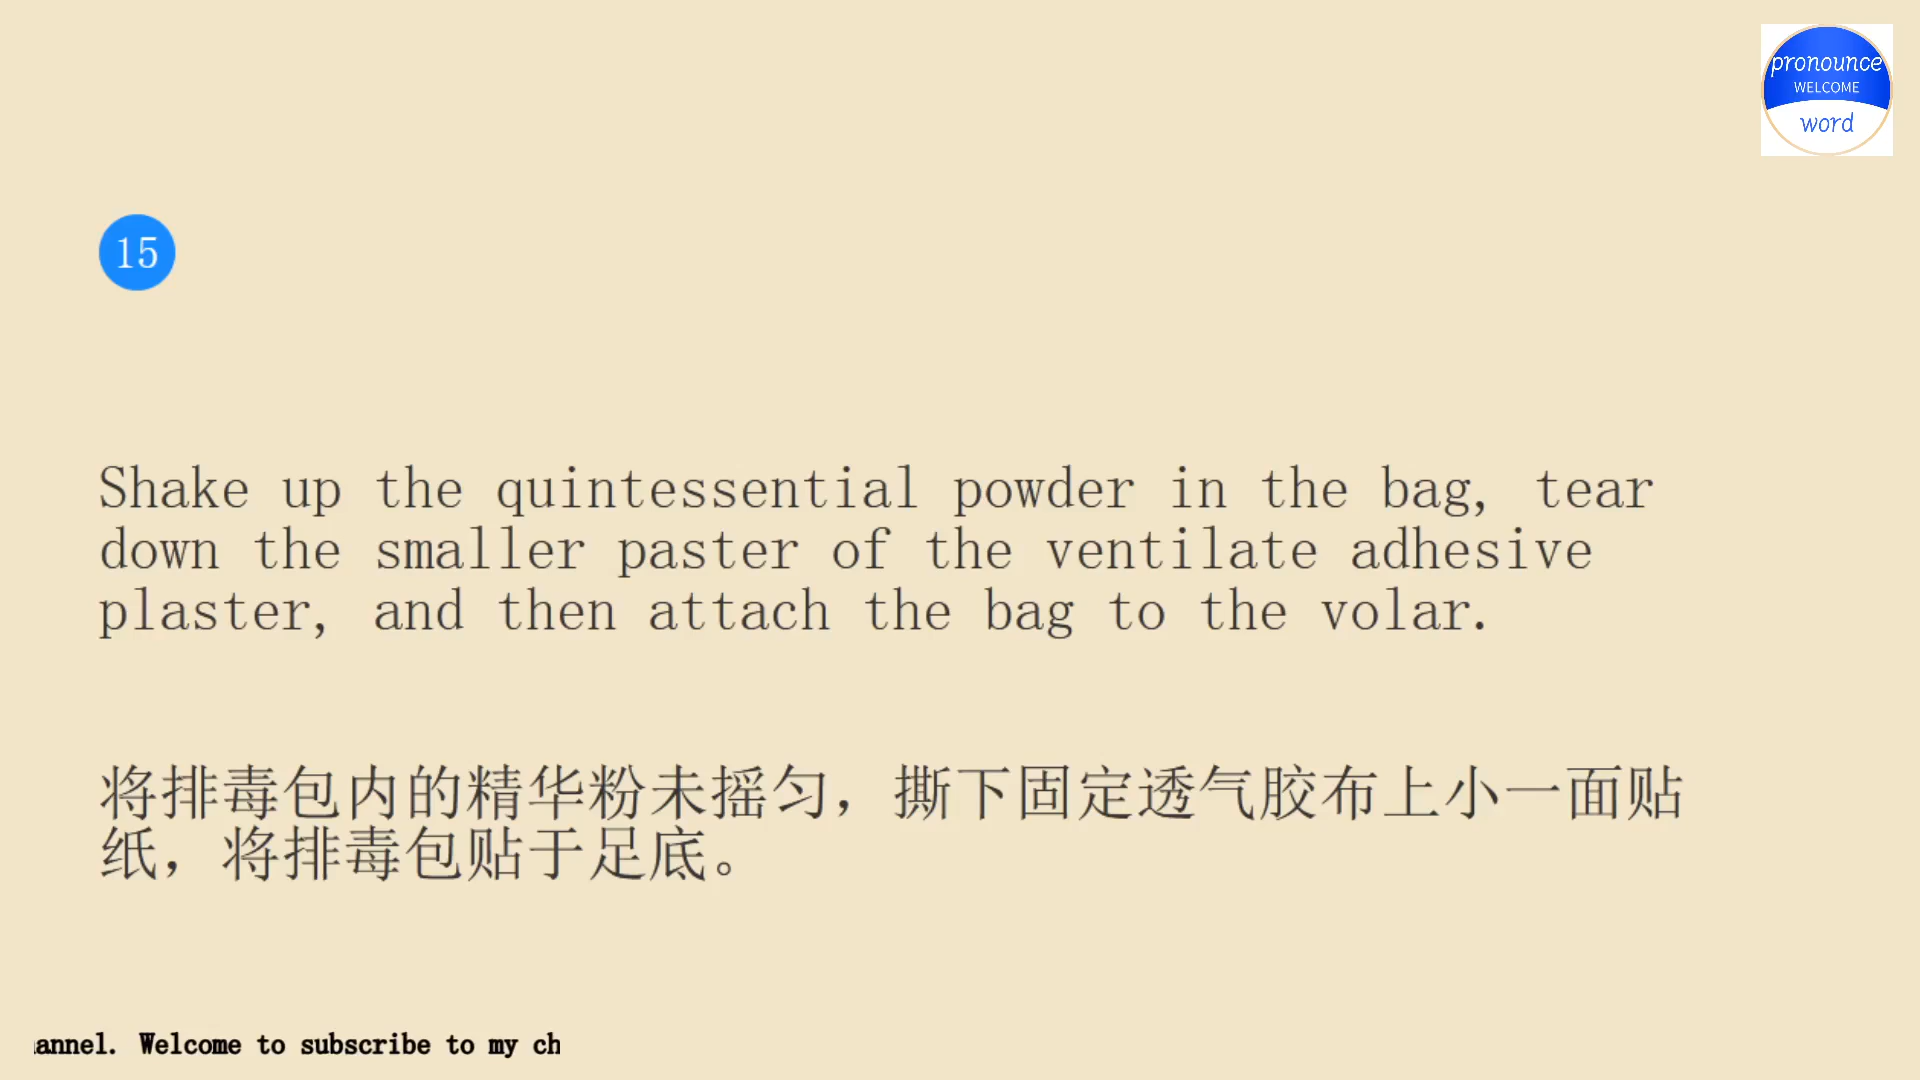 pronounce
WELCOME
word
15
Shake up the quintessential powder in the bag, tear
down the smaller paster of the ventilate adhesive
plaster, and then attach the bag to the volar.
将排毒包内的精华粉未摇匀，撕下固定透气胶布上小一面贴
纸，将排毒包贴于足底。
annel. Welcome to subscribe to my ch